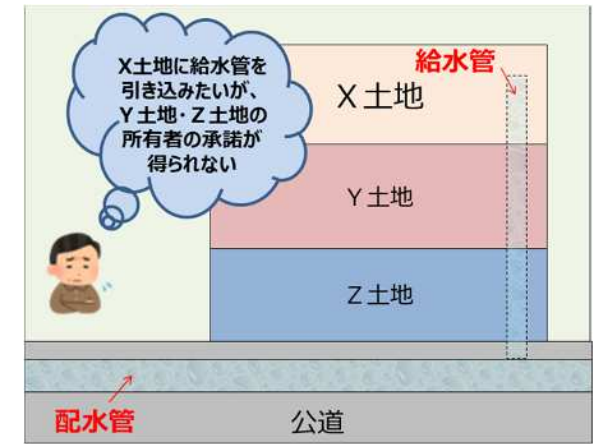 X土地に給水管を
引き込みたいが、
Y土地・Z土地の
所有者の承諾が
得られない
給水管
X土地
Y土地
Z土地
配水管
公道